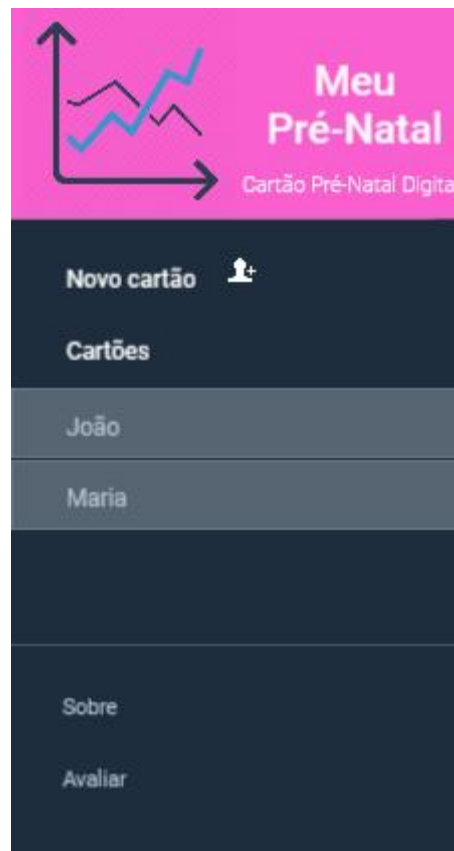 Meu
Pré-Natal
Cartão Pré-Natal Digita
Novo cartão
Cartões
João
Maria
Sobre
Avaliar